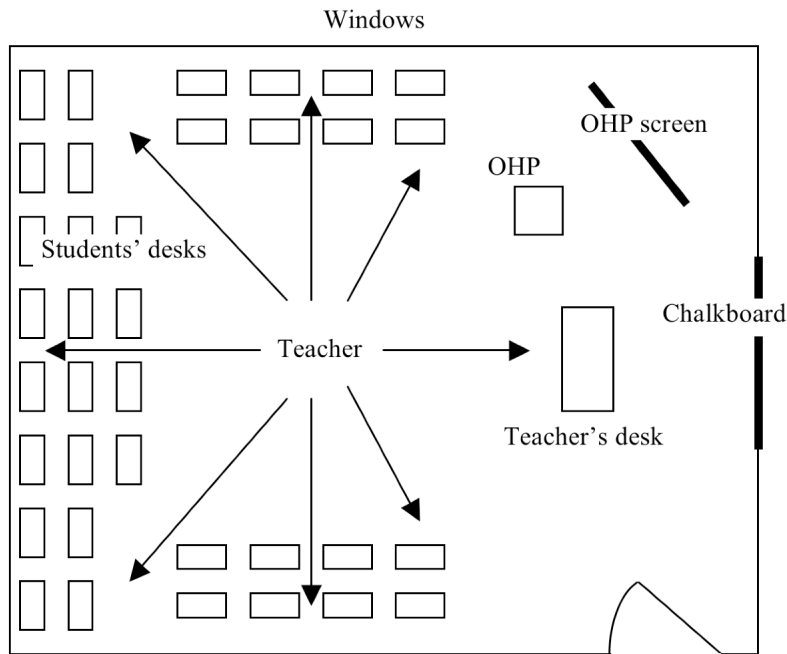 Windows
OHP screen
OHP
Students’ desks
Chalkboard
Teacher
Teacher’s desk